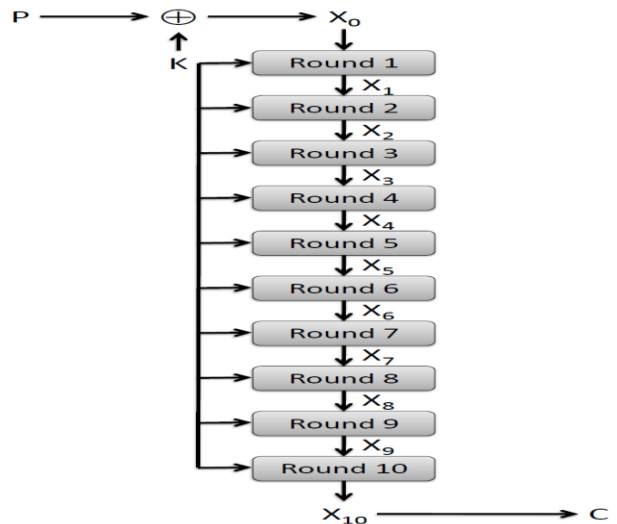 P ⊕ X₀
K
Round 1
X₁
Round 2
X₂
Round 3
X₃
Round 4
X₄
Round 5
X₅
Round 6
X₆
Round 7
X₇
Round 8
X₈
Round 9
X₉
Round 10
X₁₀ C